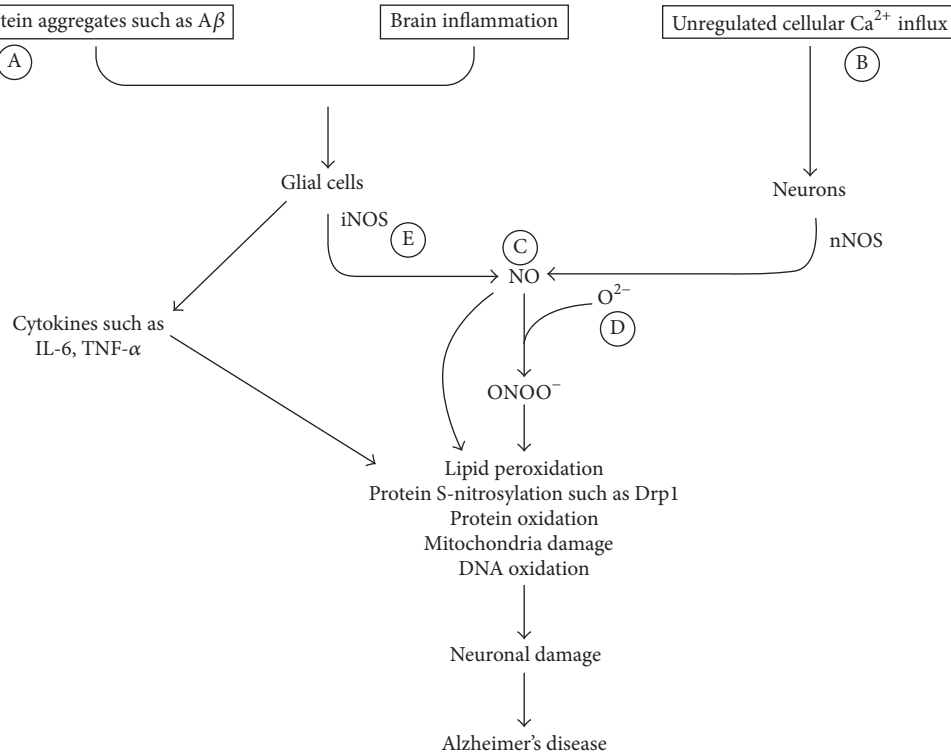 tein aggregates such as Aβ
Brain inflammation
Unregulated cellular Ca²⁺ influx
A
B
Glial cells
Neurons
iNOS
E
C
nNOS
NO
O²⁻
D
Cytokines such as
IL-6, TNF-α
ONOO⁻
Lipid peroxidation
Protein S-nitrosylation such as Drp1
Protein oxidation
Mitochondria damage
DNA oxidation
Neuronal damage
Alzheimer's disease